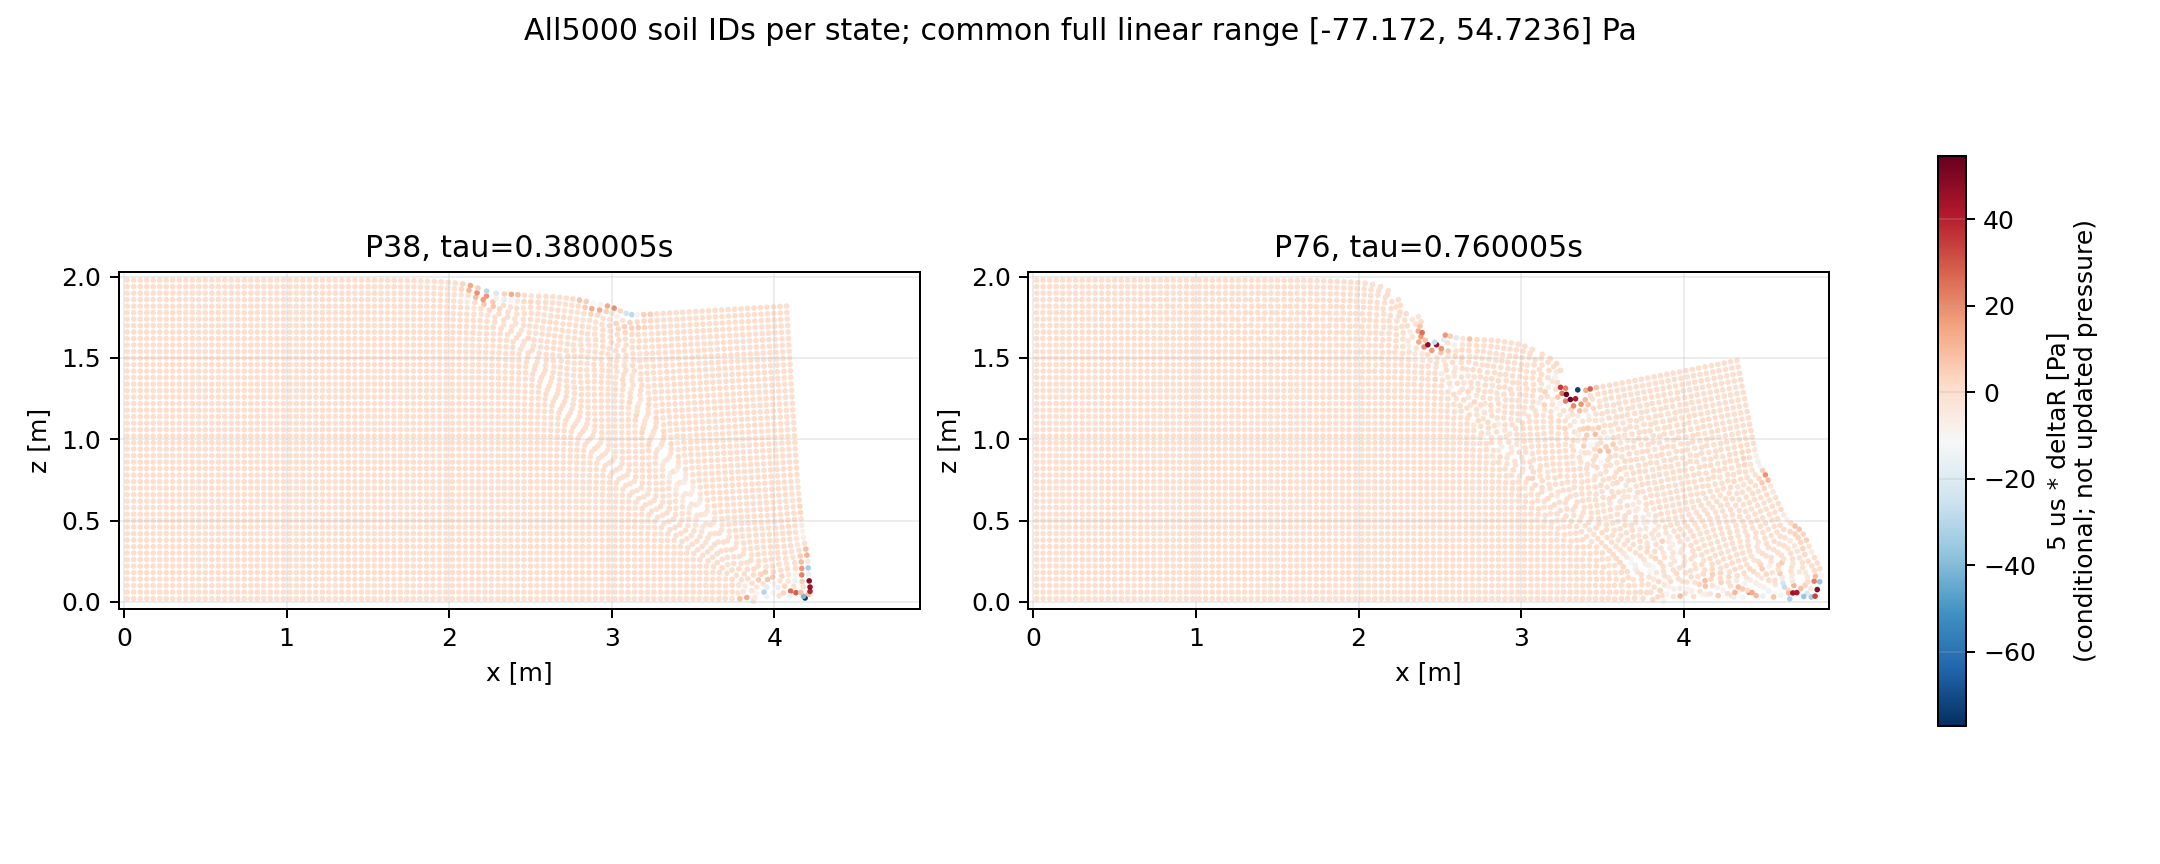 All5000 soil IDs per state; common full linear range [-77.172, 54.7236] Pa
P38, tau=0.380005s
2.0
1.5
1.0
0.5
0.0
z [m]
0 1 2 3 4
x [m]
P76, tau=0.760005s
2.0
1.5
1.0
0.5
0.0
z [m]
0 1 2 3 4
x [m]
40
20
0
−20
−40
−60
5 us * deltaR [Pa]
(conditional; not updated pressure)